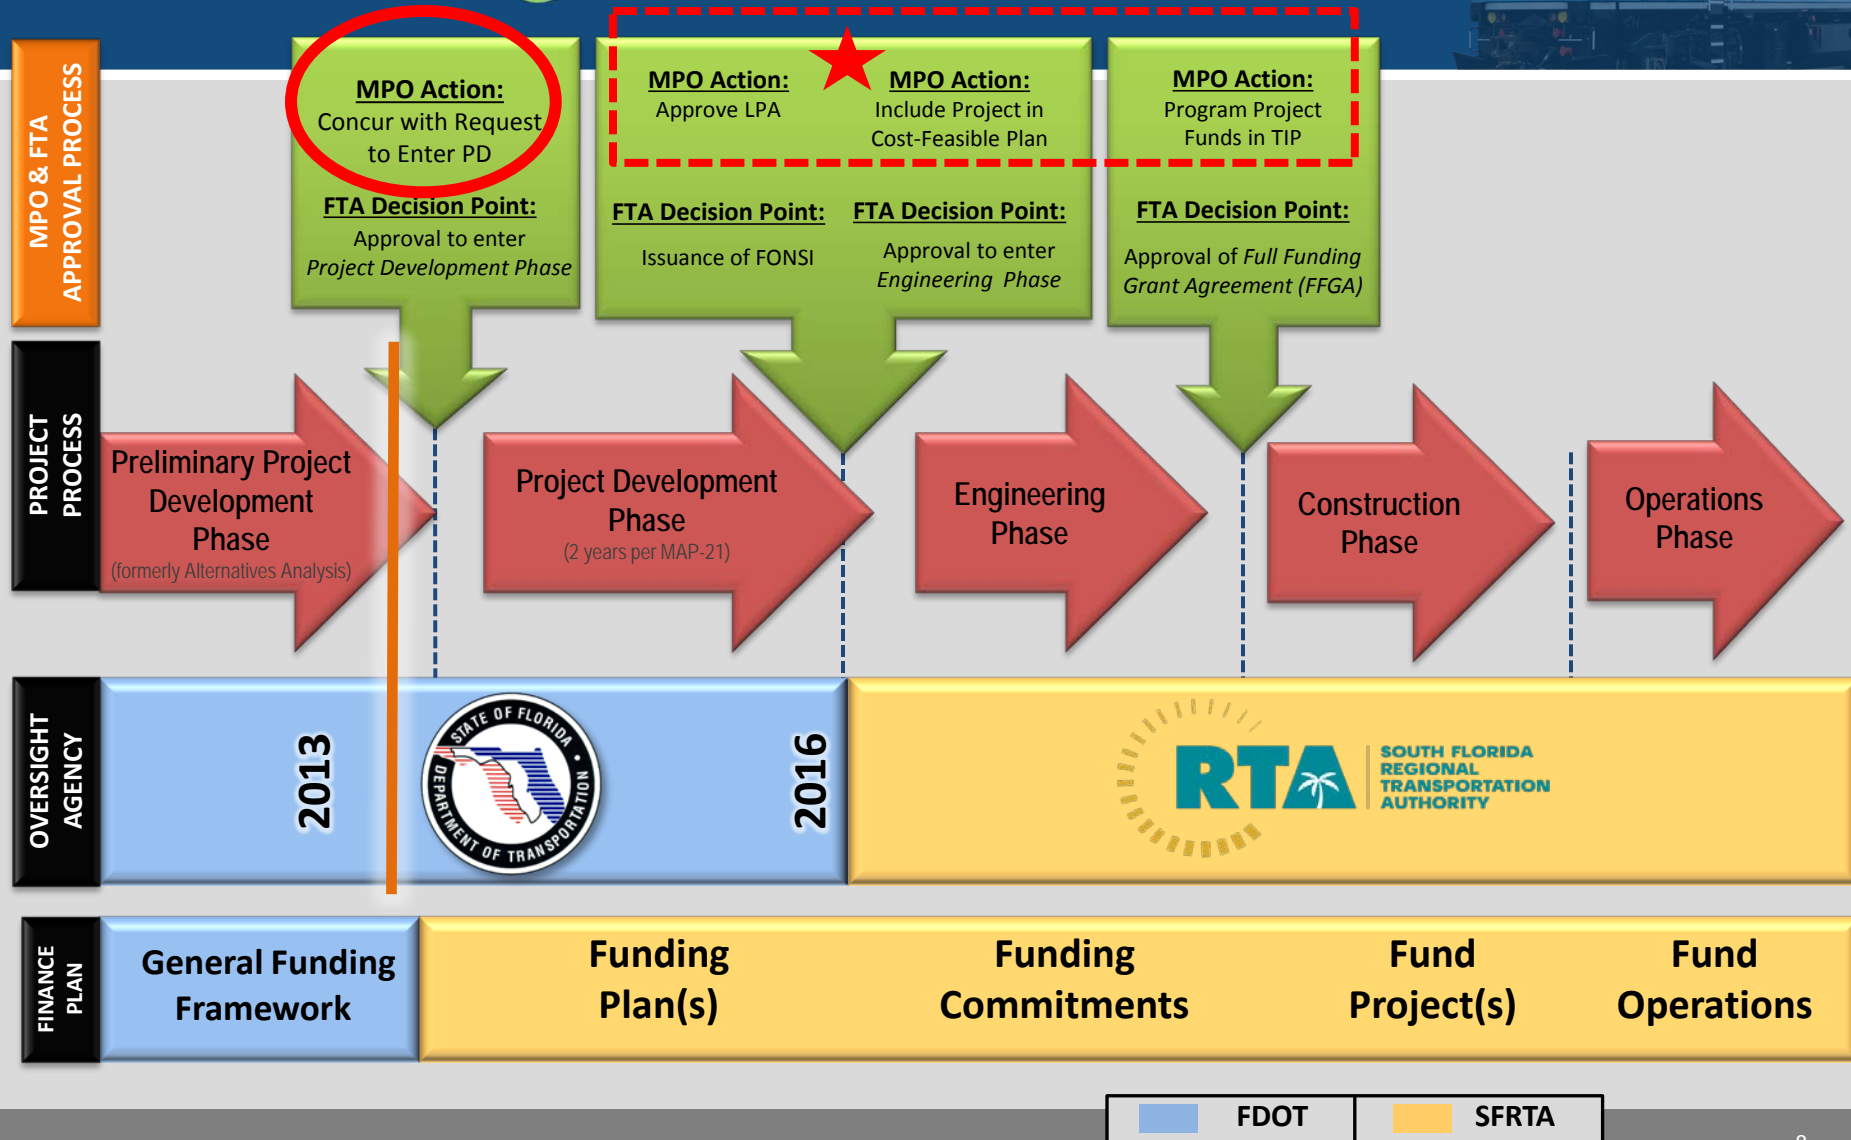 MPO & FTA
APPROVAL PROCESS
MPO Action:
Concur with Request
to Enter PD
FTA Decision Point:
Approval to enter
Project Development Phase
MPO Action:
Approve LPA
FTA Decision Point:
Issuance of FONSI
MPO Action:
Include Project in
Cost-Feasible Plan
FTA Decision Point:
Approval to enter
Engineering Phase
MPO Action:
Program Project
Funds in TIP
FTA Decision Point:
Approval of Full Funding
Grant Agreement (FFGA)
PROJECT
PROCESS
Preliminary Project
Development
Phase
(formerly Alternatives Analysis)
Project Development
Phase
(2 years per MAP-21)
Engineering
Phase
Construction
Phase
Operations
Phase
OVERSIGHT
AGENCY
2013
STATE OF FLORIDA
DEPARTMENT OF TRANSPORTATION
2016
RTA
SOUTH FLORIDA
REGIONAL
TRANSPORTATION
AUTHORITY
FINANCE
PLAN
General Funding
Framework
Funding
Plan(s)
Funding
Commitments
Fund
Project(s)
Fund
Operations
FDOT
SFRTA